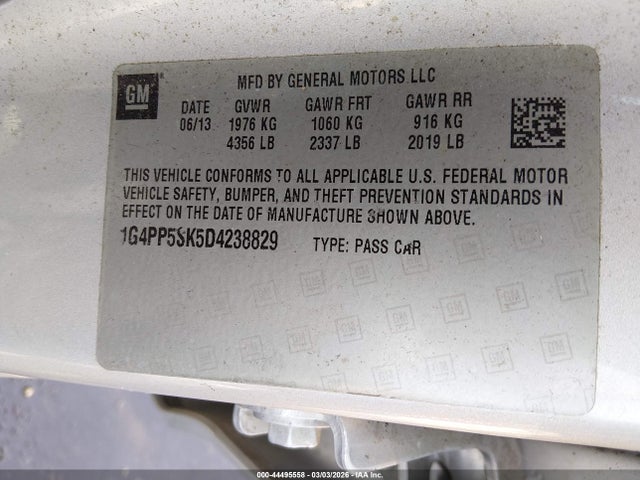 GM
MFD BY GENERAL MOTORS LLC
DATE GVWR GAWR FRT GAWR RR
06/13 1976 KG 1060 KG 916 KG
4356 LB 2337 LB 2019 LB
THIS VEHICLE CONFORMS TO ALL APPLICABLE U.S. FEDERAL MOTOR
VEHICLE SAFETY, BUMPER, AND THEFT PREVENTION STANDARDS IN
EFFECT ON THE DATE OF MANUFACTURE SHOWN ABOVE.
1G4PP5SK5D4238829 TYPE: PASS CAR
000-44495558 - 03/03/2026 - IAA Inc.